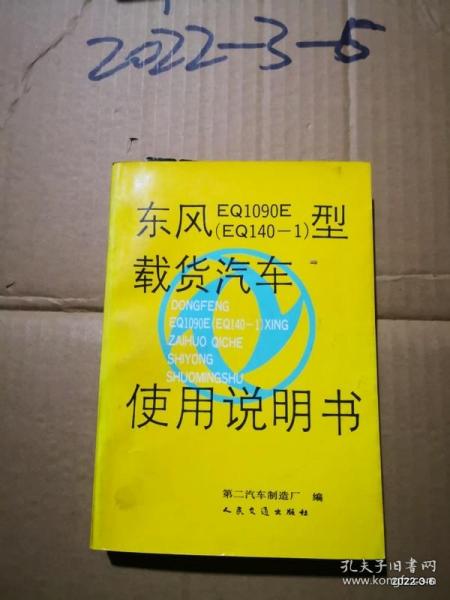 2022-3-5
东风EQ1090E(EQ140-1)型
载货汽车
DONGFENG
EQ1090E(EQ140-1)XING
ZAIHUO QICHE
SHIYONG
SHUOMINGSHU
使用说明书
第二汽车制造厂 编
人民交通出版社
孔夫子旧书网
www.kongfz.com
2022-3-6